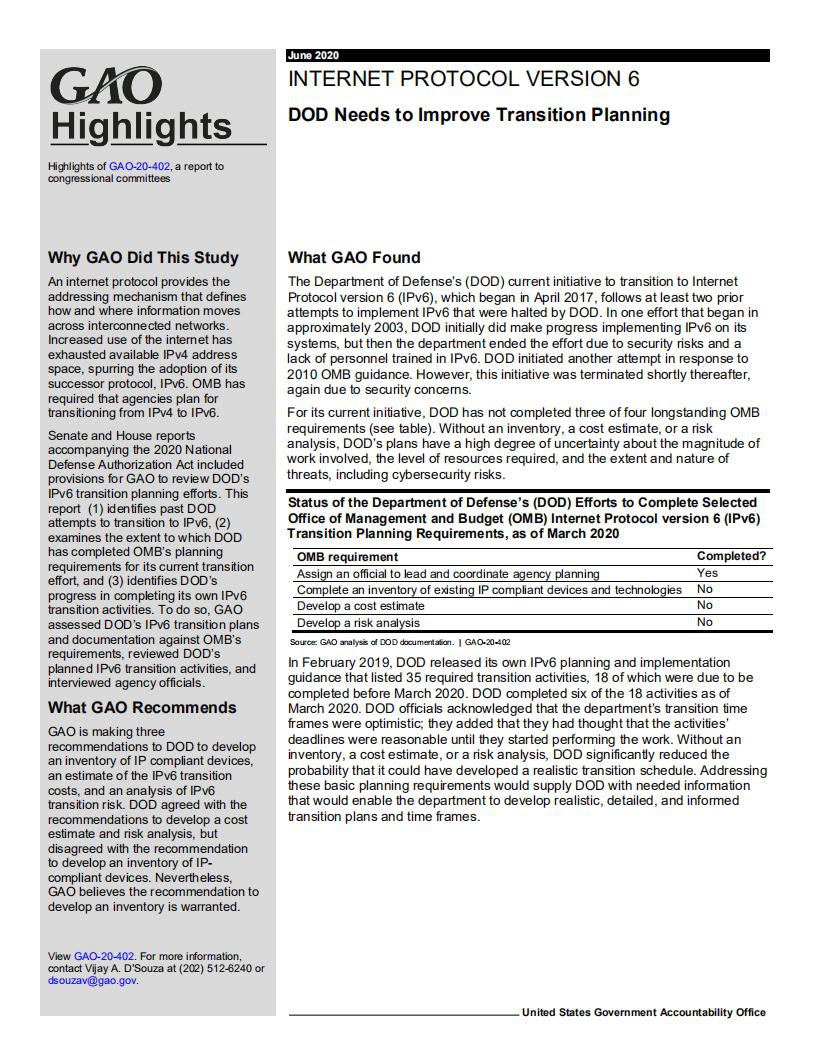 GAO
Highlights
Highlights of GAO-20-402, a report to
congressional committees
June 2020
INTERNET PROTOCOL VERSION 6
DOD Needs to Improve Transition Planning
Why GAO Did This Study
An internet protocol provides the
addressing mechanism that defines
how and where information moves
across interconnected networks.
Increased use of the internet has
exhausted available IPv4 address
space, spurring the adoption of its
successor protocol, IPv6. OMB has
required that agencies plan for
transitioning from IPv4 to IPv6.
Senate and House reports
accompanying the 2020 National
Defense Authorization Act included
provisions for GAO to review DOD's
IPv6 transition planning efforts. This
report (1) identifies past DOD
attempts to transition to IPv6, (2)
examines the extent to which DOD
has completed OMB's planning
requirements for its current transition
effort, and (3) identifies DOD's
progress in completing its own IPv6
transition activities. To do so, GAO
assessed DOD's IPv6 transition plans
and documentation against OMB's
requirements, reviewed DOD's
planned IPv6 transition activities, and
interviewed agency officials.
What GAO Recommends
GAO is making three
recommendations to DOD to develop
an inventory of IP compliant devices,
an estimate of the IPv6 transition
costs, and an analysis of IPv6
transition risk. DOD agreed with the
recommendations to develop a cost
estimate and risk analysis, but
disagreed with the recommendation
to develop an inventory of IP-
compliant devices. Nevertheless,
GAO believes the recommendation to
develop an inventory is warranted.
View GAO-20-402. For more information,
contact Vijay A. D'Souza at (202) 512-6240 or
dsouzav@gao.gov.
What GAO Found
The Department of Defense's (DOD) current initiative to transition to Internet
Protocol version 6 (IPv6), which began in April 2017, follows at least two prior
attempts to implement IPv6 that were halted by DOD. In one effort that began in
approximately 2003, DOD initially did make progress implementing IPv6 on its
systems, but then the department ended the effort due to security risks and a
lack of personnel trained in IPv6. DOD initiated another attempt in response to
2010 OMB guidance. However, this initiative was terminated shortly thereafter,
again due to security concerns.
For its current initiative, DOD has not completed three of four longstanding OMB
requirements (see table). Without an inventory, a cost estimate, or a risk
analysis, DOD's plans have a high degree of uncertainty about the magnitude of
work involved, the level of resources required, and the extent and nature of
threats, including cybersecurity risks.
Status of the Department of Defense's (DOD) Efforts to Complete Selected
Office of Management and Budget (OMB) Internet Protocol version 6 (IPv6)
Transition Planning Requirements, as of March 2020
OMB requirement Completed?
Assign an official to lead and coordinate agency planning Yes
Complete an inventory of existing IP compliant devices and technologies No
Develop a cost estimate No
Develop a risk analysis No
Source: GAO analysis of DOD documentation. | GAO-20-402
In February 2019, DOD released its own IPv6 planning and implementation
guidance that listed 35 required transition activities, 18 of which were due to be
completed before March 2020. DOD completed six of the 18 activities as of
March 2020. DOD officials acknowledged that the department's transition time
frames were optimistic; they added that they had thought that the activities'
deadlines were reasonable until they started performing the work. Without an
inventory, a cost estimate, or a risk analysis, DOD significantly reduced the
probability that it could have developed a realistic transition schedule. Addressing
these basic planning requirements would supply DOD with needed information
that would enable the department to develop realistic, detailed, and informed
transition plans and time frames.
United States Government Accountability Office